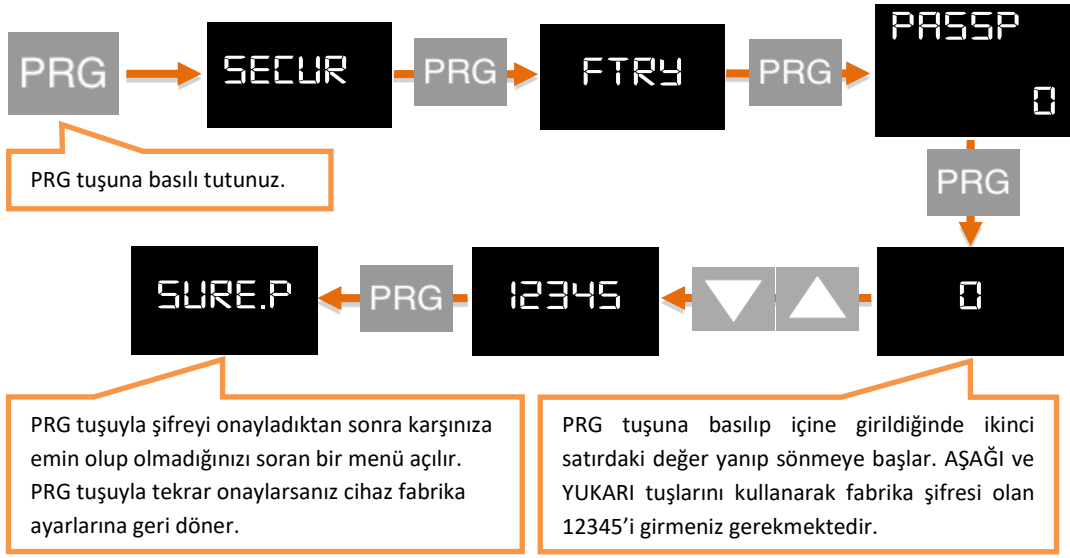 PRG
SECUR
PRG
FTRY
PRG
PASSP
0
PRG tuşuna basılı tutunuz.
PRG
SURE.P
PRG
12345
0
PRG tuşuyla şifreyi onayladıktan sonra karşınıza
emin olup olmadığınızı soran bir menü açılır.
PRG tuşuyla tekrar onaylarsanız cihaz fabrika
ayarlarına geri döner.
PRG tuşuna basılıp içine girildiğinde ikinci
satırdaki değer yanıp sönmeye başlar. AŞAĞI ve
YUKARI tuşlarını kullanarak fabrika şifresi olan
12345’i girmeniz gerekmektedir.